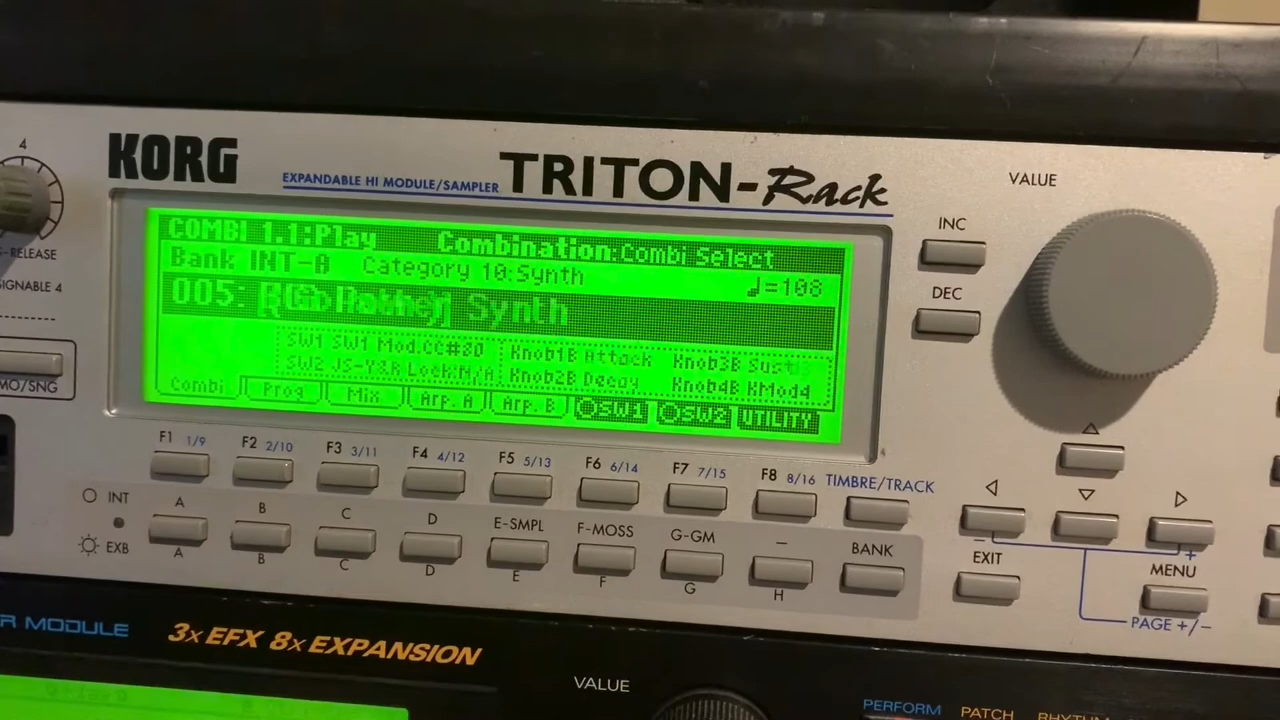 4
KORG
EXPANDABLE HI MODULE/SAMPLER TRITON-Rack
VALUE
INC
DEC
-RELEASE
SIGNABLE 4
MO/SNG
COMBI 1.1:Play Combination:Combi Select
Bank INT-A Category 10:Synth ♩=108
005: Synth
SW1 SW1 Mod.CC#80 Knob1B Attack Knob3B
SW2 JS-Y&R Lock:N/A Knob2B Decay Knob4B KMod4
Combi Prog Mix Arp. A Arp. B SW1 SW2 UTILITY
F1 1/9 F2 2/10 F3 3/11 F4 4/12 F5 5/13 F6 6/14 F7 7/15 F8 8/16 TIMBRE/TRACK
INT A B C D E-SMPL F-MOSS G-GM – BANK
EXB A B C D E F G H
EXIT
MENU
– +
PAGE +/–
R MODULE
3x EFX 8x EXPANSION
VALUE
PERFORM PATCH RHYTHM